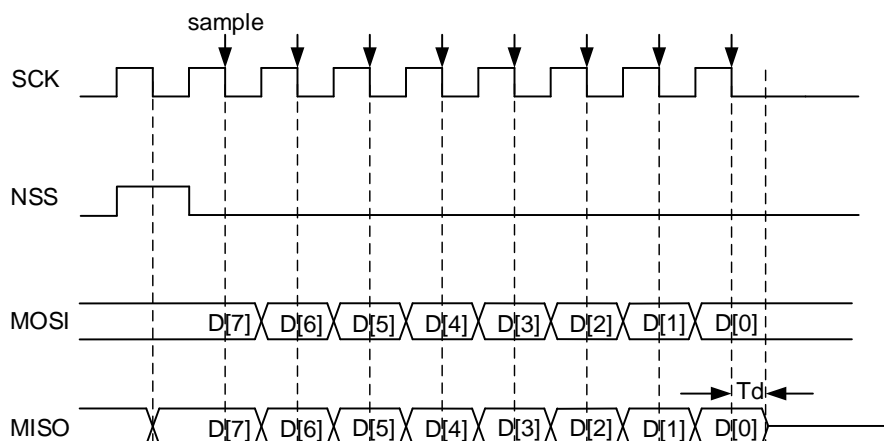 sample
SCK
NSS
MOSI D[7] D[6] D[5] D[4] D[3] D[2] D[1] D[0]
Td
MISO D[7] D[6] D[5] D[4] D[3] D[2] D[1] D[0]